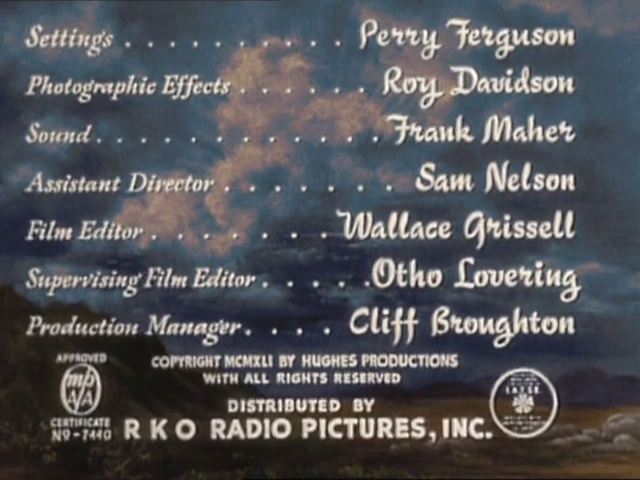 Settings . . . . . . . . . . Perry Ferguson
Photographic Effects . . . . . . Roy Davidson
Sound . . . . . . . . . . . . . Frank Maher
Assistant Director . . . . . . . Sam Nelson
Film Editor . . . . . . . Wallace Grissell
Supervising Film Editor . . . . . Otho Lovering
Production Manager . . . . Cliff Broughton
APPROVED
MPAA
CERTIFICATE
NO-7440
COPYRIGHT MCMXLI BY HUGHES PRODUCTIONS
WITH ALL RIGHTS RESERVED
DISTRIBUTED BY
RKO RADIO PICTURES, INC.
I.A.T.S.E.